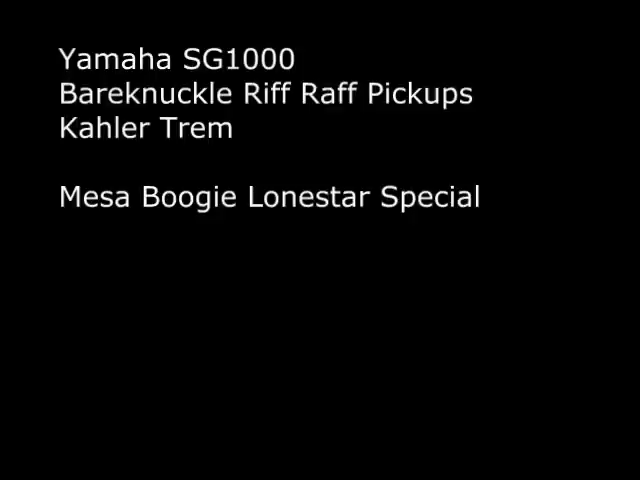 Yamaha SG1000
Bareknuckle Riff Raff Pickups
Kahler Trem
Mesa Boogie Lonestar Special